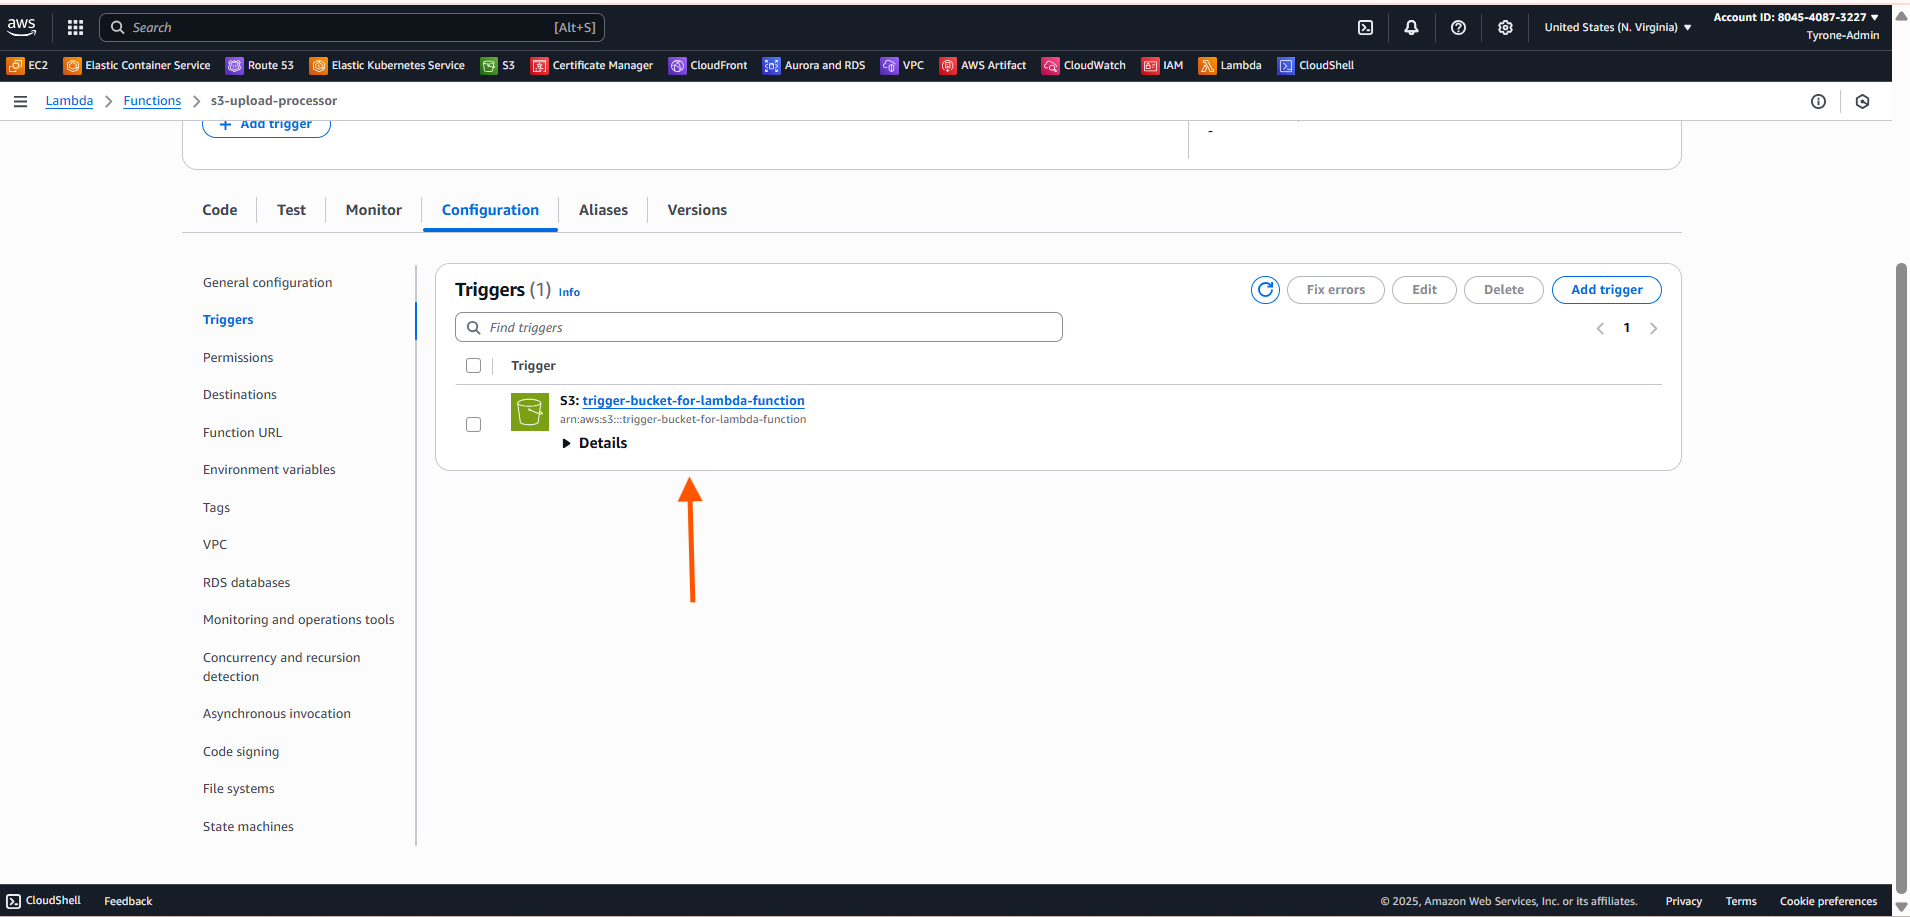 aws
Search [Alt+S]
United States (N. Virginia)
Account ID: 8045-4087-3227
Tyrone-Admin
EC2 Elastic Container Service Route 53 Elastic Kubernetes Service S3 Certificate Manager CloudFront Aurora and RDS VPC AWS Artifact CloudWatch IAM Lambda CloudShell
Lambda Functions s3-upload-processor
+ Add trigger
-
Code Test Monitor Configuration Aliases Versions
General configuration
Triggers
Permissions
Destinations
Function URL
Environment variables
Tags
VPC
RDS databases
Monitoring and operations tools
Concurrency and recursion
detection
Asynchronous invocation
Code signing
File systems
State machines
Triggers (1) Info
Fix errors Edit Delete Add trigger
Find triggers
1
Trigger
S3: trigger-bucket-for-lambda-function
arn:aws:s3:::trigger-bucket-for-lambda-function
Details
CloudShell Feedback
© 2025, Amazon Web Services, Inc. or its affiliates. Privacy Terms Cookie preferences